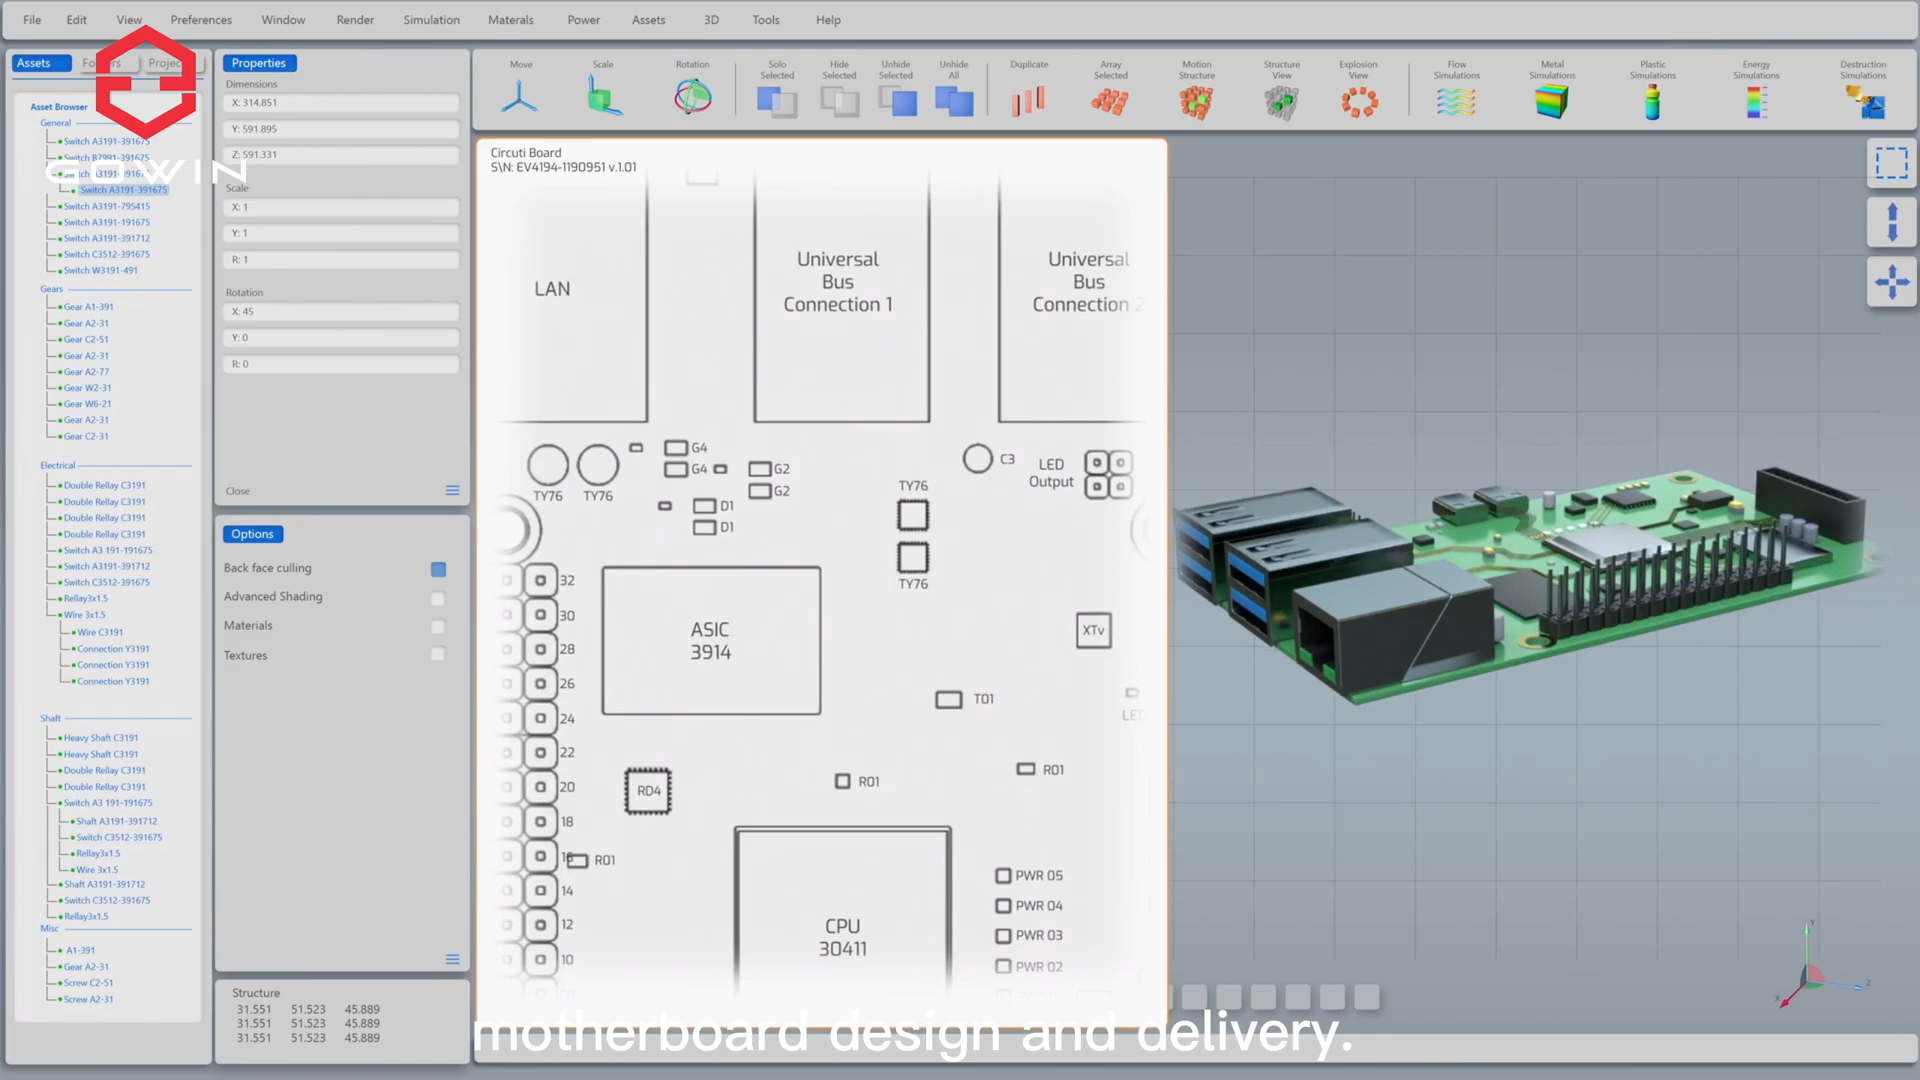 File Edit View Preferences Window Render Simulation Materials Power Assets 3D Tools Help
GOWIN
Assets
Asset Browser
General
Switch A3191-391675
Switch B7991-391675
Switch A3191-391675
Switch A3191-795415
Switch A3191-191675
Switch A3191-391712
Switch C3512-391675
Switch W3191-491
Gears
Gear A1-391
Gear A2-31
Gear C2-51
Gear A2-31
Gear A2-77
Gear W2-31
Gear W6-21
Gear A2-31
Gear C2-31
Electrical
Double Rellay C3191
Double Rellay C3191
Double Rellay C3191
Double Rellay C3191
Switch A3 191-191675
Switch A3191-391712
Switch C3512-391675
Rellay3x1.5
Wire 3x1.5
Wire C3191
Connection Y3191
Connection Y3191
Connection Y3191
Shaft
Heavy Shaft C3191
Heavy Shaft C3191
Double Rellay C3191
Double Rellay C3191
Switch A3 191-191675
Shaft A3191-391712
Switch C3512-391675
Rellay3x1.5
Wire 3x1.5
Shaft A3191-391712
Switch C3512-391675
Rellay3x1.5
Misc
A1-391
Gear A2-31
Screw C2-51
Screw A2-31
Properties
Dimensions
X: 314.851
Y: 591.895
Z: 591.331
Scale
X: 1
Y: 1
R: 1
Rotation
X: 45
Y: 0
R: 0
Close
Options
Back face culling
Advanced Shading
Materials
Textures
Structure
31.551 51.523 45.889
31.551 51.523 45.889
31.551 51.523 45.889
Move
Scale
Rotation
Solo Selected
Hide Selected
Unhide Selected
Unhide All
Duplicate
Array Selected
Motion Structure
Structure View
Explosion View
Flow Simulations
Metal Simulations
Plastic Simulations
Energy Simulations
Destruction Simulations
Circuti Board
S\N: EV4194-1190951 v.1.01
LAN
Universal
Bus
Connection 1
Universal
Bus
Connection 2
TY76 TY76
G4
G4
G2
G2
D1
D1
TY76
TY76
C3
LED
Output
32
30
28
26
24
22
20
18
16
14
12
10
ASIC
3914
XTv
T01
LED
RD4
R01
R01
R01
CPU
30411
PWR 05
PWR 04
PWR 03
PWR 02
Y
X
Z
motherboard design and delivery.